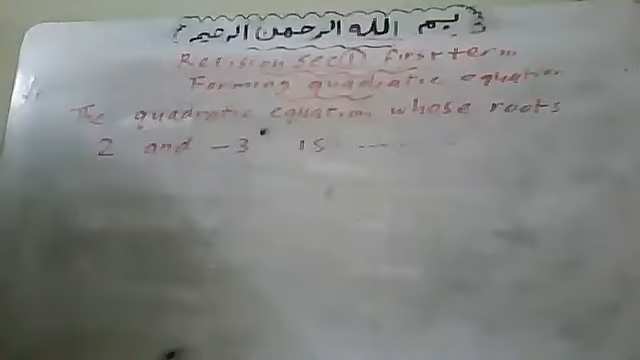 بسم الله الرحمن الرحيم
Revision Sec 1 first term
Forming quadratic equation
The quadratic equation whose roots
2 and -3 is ----